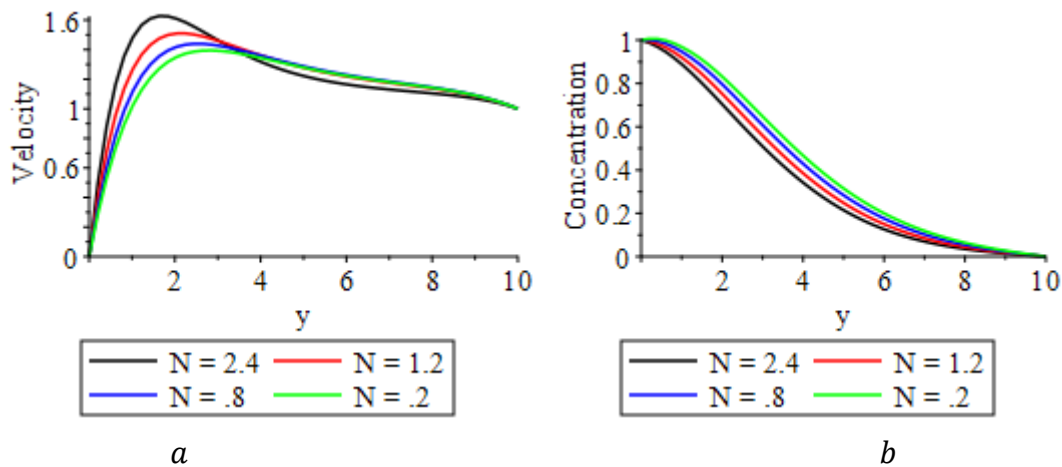 Velocity
1.6
1
0.6
0
2 4 6 8 10
y
N = 2.4 N = 1.2
N = .8 N = .2
a
Concentration
1
0.8
0.6
0.4
0.2
0
2 4 6 8 10
y
N = 2.4 N = 1.2
N = .8 N = .2
b